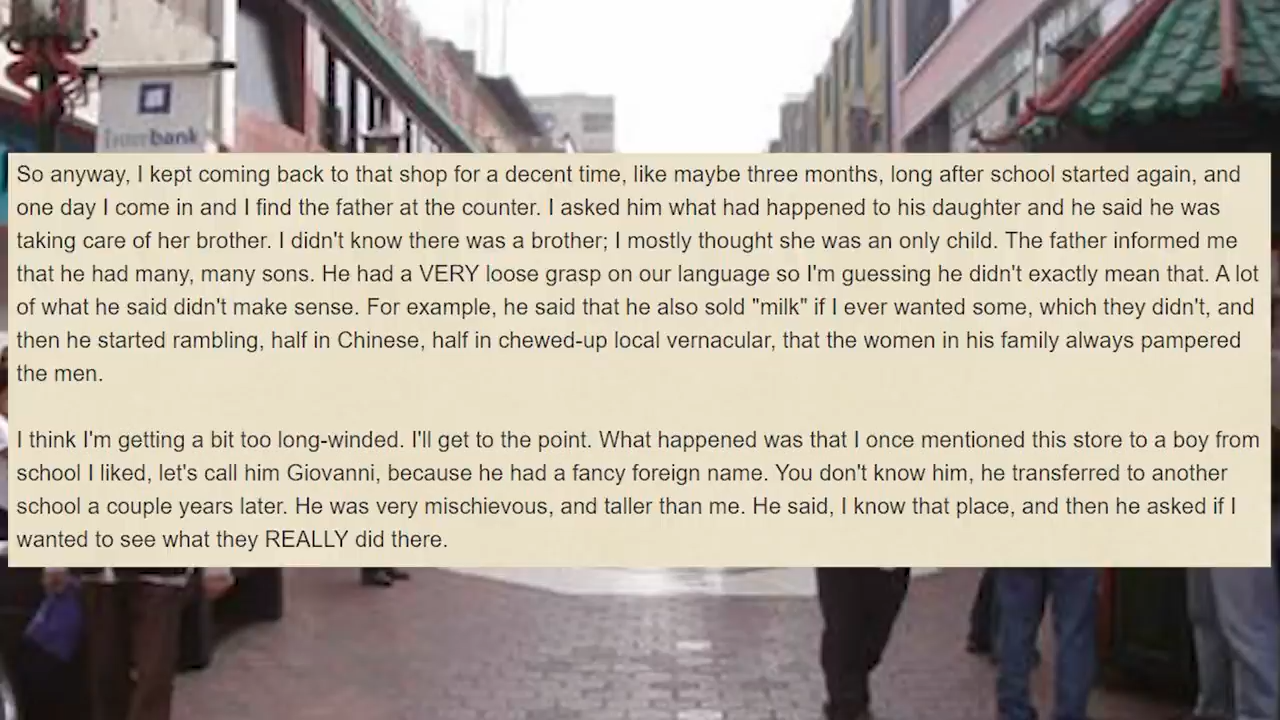 Interbank
So anyway, I kept coming back to that shop for a decent time, like maybe three months, long after school started again, and
one day I come in and I find the father at the counter. I asked him what had happened to his daughter and he said he was
taking care of her brother. I didn't know there was a brother; I mostly thought she was an only child. The father informed me
that he had many, many sons. He had a VERY loose grasp on our language so I'm guessing he didn't exactly mean that. A lot
of what he said didn't make sense. For example, he said that he also sold "milk" if I ever wanted some, which they didn't, and
then he started rambling, half in Chinese, half in chewed-up local vernacular, that the women in his family always pampered
the men.
I think I'm getting a bit too long-winded. I'll get to the point. What happened was that I once mentioned this store to a boy from
school I liked, let's call him Giovanni, because he had a fancy foreign name. You don't know him, he transferred to another
school a couple years later. He was very mischievous, and taller than me. He said, I know that place, and then he asked if I
wanted to see what they REALLY did there.